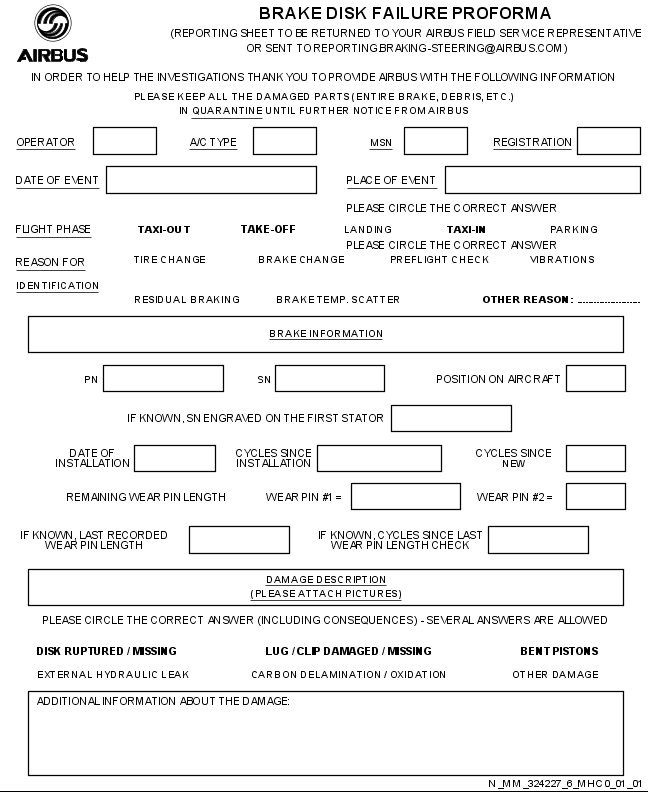 AIRBUS
BRAKE DISK FAILURE PROFORMA
(REPORTING SHEET TO BE RETURNED TO YOUR AIRBUS FIELD SERVICE REPRESENTATIVE
OR SENT TO REPORTING.BRAKING-STEERING@AIRBUS.COM)
IN ORDER TO HELP THE INVESTIGATIONS THANK YOU TO PROVIDE AIRBUS WITH THE FOLLOWING INFORMATION
PLEASE KEEP ALL THE DAMAGED PARTS (ENTIRE BRAKE, DEBRIS, ETC.)
IN QUARANTINE UNTIL FURTHER NOTICE FROM AIRBUS
OPERATOR A/C TYPE MSN REGISTRATION
DATE OF EVENT PLACE OF EVENT
PLEASE CIRCLE THE CORRECT ANSWER
FLIGHT PHASE TAXI-OUT TAKE-OFF LANDING TAXI-IN PARKING
PLEASE CIRCLE THE CORRECT ANSWER
REASON FOR TIRE CHANGE BRAKE CHANGE PREFLIGHT CHECK VIBRATIONS
IDENTIFICATION
RESIDUAL BRAKING BRAKE TEMP. SCATTER OTHER REASON: ....................
BRAKE INFORMATION
PN SN POSITION ON AIRCRAFT
IF KNOWN, SN ENGRAVED ON THE FIRST STATOR
DATE OF INSTALLATION CYCLES SINCE INSTALLATION CYCLES SINCE NEW
REMAINING WEAR PIN LENGTH WEAR PIN #1 = WEAR PIN #2 =
IF KNOWN, LAST RECORDED WEAR PIN LENGTH IF KNOWN, CYCLES SINCE LAST WEAR PIN LENGTH CHECK
DAMAGE DESCRIPTION
(PLEASE ATTACH PICTURES)
PLEASE CIRCLE THE CORRECT ANSWER (INCLUDING CONSEQUENCES) - SEVERAL ANSWERS ARE ALLOWED
DISK RUPTURED / MISSING LUG / CLIP DAMAGED / MISSING BENT PISTONS
EXTERNAL HYDRAULIC LEAK CARBON DELAMINATION / OXIDATION OTHER DAMAGE
ADDITIONAL INFORMATION ABOUT THE DAMAGE:
N_MM_324227_6_MHC0_01_01